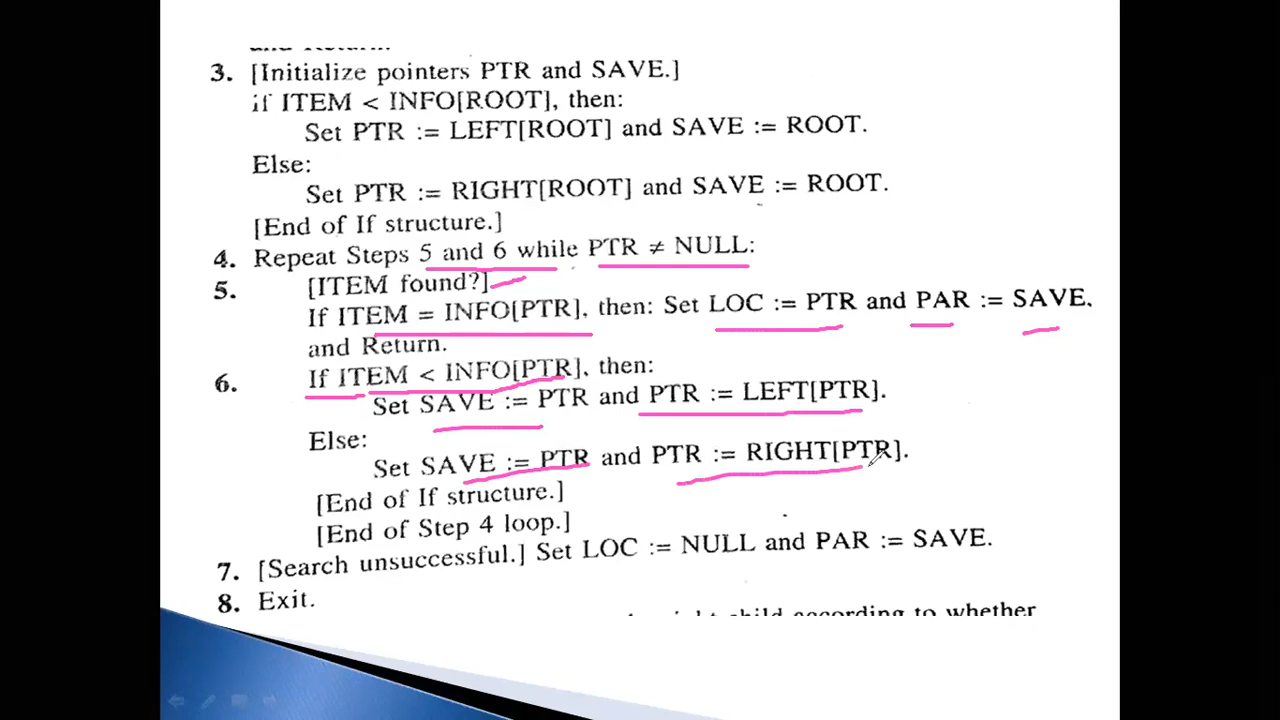 3. [Initialize pointers PTR and SAVE.]
if ITEM < INFO[ROOT], then:
Set PTR := LEFT[ROOT] and SAVE := ROOT.
Else:
Set PTR := RIGHT[ROOT] and SAVE := ROOT.
[End of If structure.]
4. Repeat Steps 5 and 6 while PTR ≠ NULL:
5. [ITEM found?]
If ITEM = INFO[PTR], then: Set LOC := PTR and PAR := SAVE,
and Return.
6. If ITEM < INFO[PTR], then:
Set SAVE := PTR and PTR := LEFT[PTR].
Else:
Set SAVE := PTR and PTR := RIGHT[PTR].
[End of If structure.]
[End of Step 4 loop.]
7. [Search unsuccessful.] Set LOC := NULL and PAR := SAVE.
8. Exit.
child according to whether